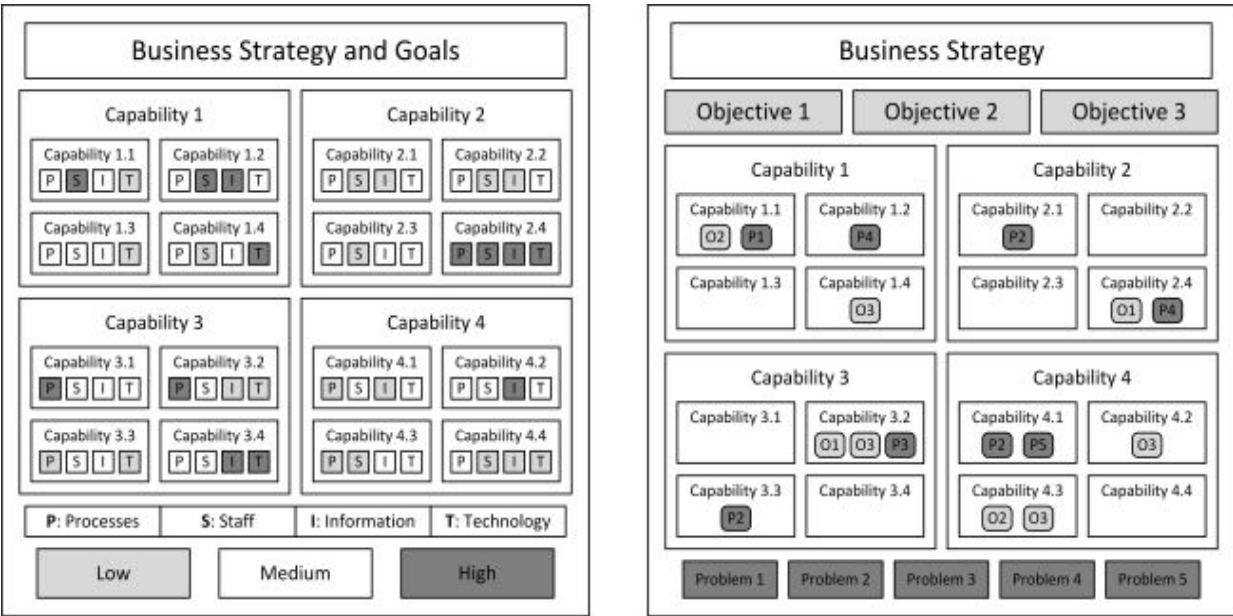 Business Strategy and Goals
Capability 1
Capability 1.1 Capability 1.2
P S I T P S I T
Capability 1.3 Capability 1.4
P S I T P S I T
Capability 2
Capability 2.1 Capability 2.2
P S I T P S I T
Capability 2.3 Capability 2.4
P S I T P S I T
Capability 3
Capability 3.1 Capability 3.2
P S I T P S I T
Capability 3.3 Capability 3.4
P S I T P S I T
Capability 4
Capability 4.1 Capability 4.2
P S I T P S I T
Capability 4.3 Capability 4.4
P S I T P S I T
P: Processes S: Staff I: Information T: Technology
Low Medium High
Business Strategy
Objective 1 Objective 2 Objective 3
Capability 1
Capability 1.1 Capability 1.2
O2 P1 P4
Capability 1.3 Capability 1.4
O3
Capability 2
Capability 2.1 Capability 2.2
P2
Capability 2.3 Capability 2.4
O1 P4
Capability 3
Capability 3.1 Capability 3.2
O1 O3 P3
Capability 3.3 Capability 3.4
P2
Capability 4
Capability 4.1 Capability 4.2
P2 P5 O3
Capability 4.3 Capability 4.4
O2 O3
Problem 1 Problem 2 Problem 3 Problem 4 Problem 5